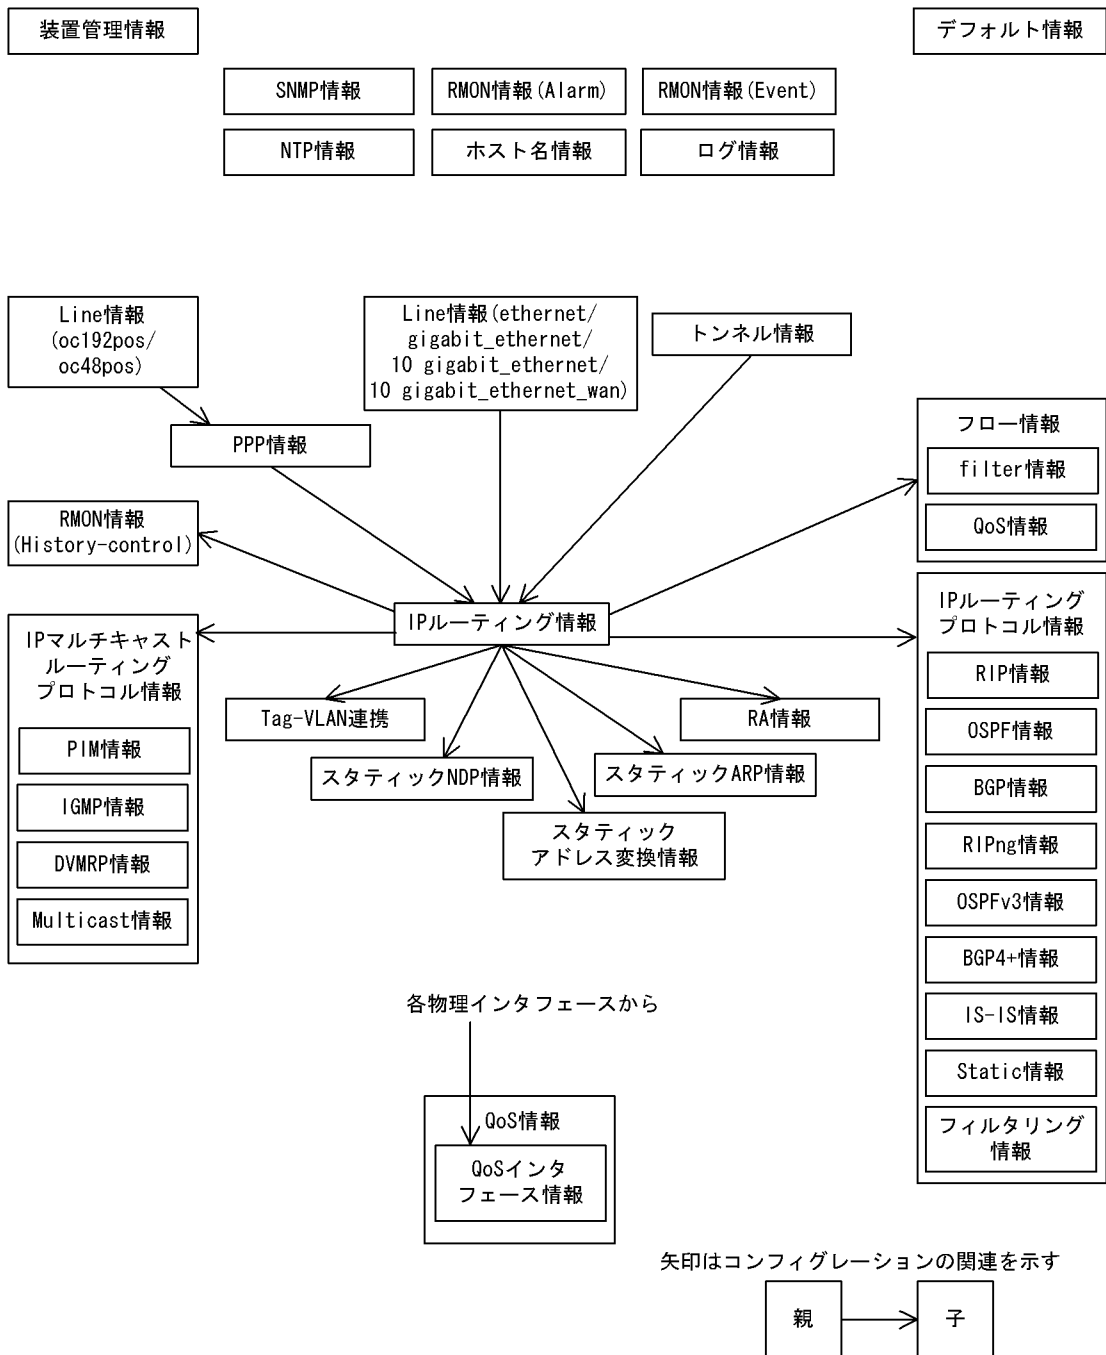 装置管理情報
デフォルト情報
SNMP情報
RMON情報(Alarm)
RMON情報(Event)
NTP情報
ホスト名情報
ログ情報
Line情報
(oc192pos/
oc48pos)
Line情報(ethernet/
gigabit_ethernet/
10 gigabit_ethernet/
10 gigabit_ethernet_wan)
トンネル情報
PPP情報
フロー情報
filter情報
QoS情報
RMON情報
(History-control)
IPルーティング情報
IPマルチキャスト
ルーティング
プロトコル情報
PIM情報
IGMP情報
DVMRP情報
Multicast情報
Tag-VLAN連携
RA情報
スタティックNDP情報
スタティックARP情報
スタティック
アドレス変換情報
IPルーティング
プロトコル情報
RIP情報
OSPF情報
BGP情報
RIPng情報
OSPFv3情報
BGP4+情報
IS-IS情報
Static情報
フィルタリング
情報
各物理インタフェースから
QoS情報
QoSインタ
フェース情報
矢印はコンフィグレーションの関連を示す
親
子